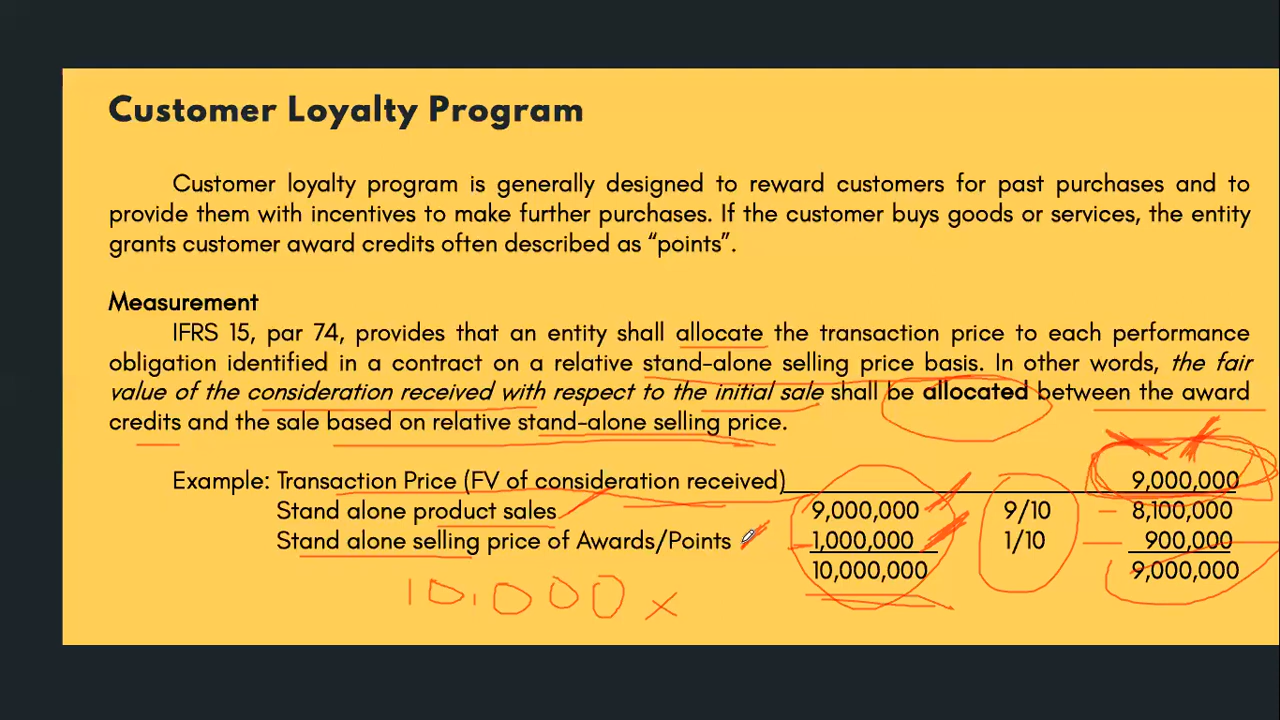 Customer Loyalty Program
Customer loyalty program is generally designed to reward customers for past purchases and to
provide them with incentives to make further purchases. If the customer buys goods or services, the entity
grants customer award credits often described as “points”.
Measurement
IFRS 15, par 74, provides that an entity shall allocate the transaction price to each performance
obligation identified in a contract on a relative stand-alone selling price basis. In other words, the fair
value of the consideration received with respect to the initial sale shall be allocated between the award
credits and the sale based on relative stand-alone selling price.
Example: Transaction Price (FV of consideration received) 9,000,000
Stand alone product sales 9,000,000 9/10 8,100,000
Stand alone selling price of Awards/Points 1,000,000 1/10 900,000
10,000,000 9,000,000
10,000 x